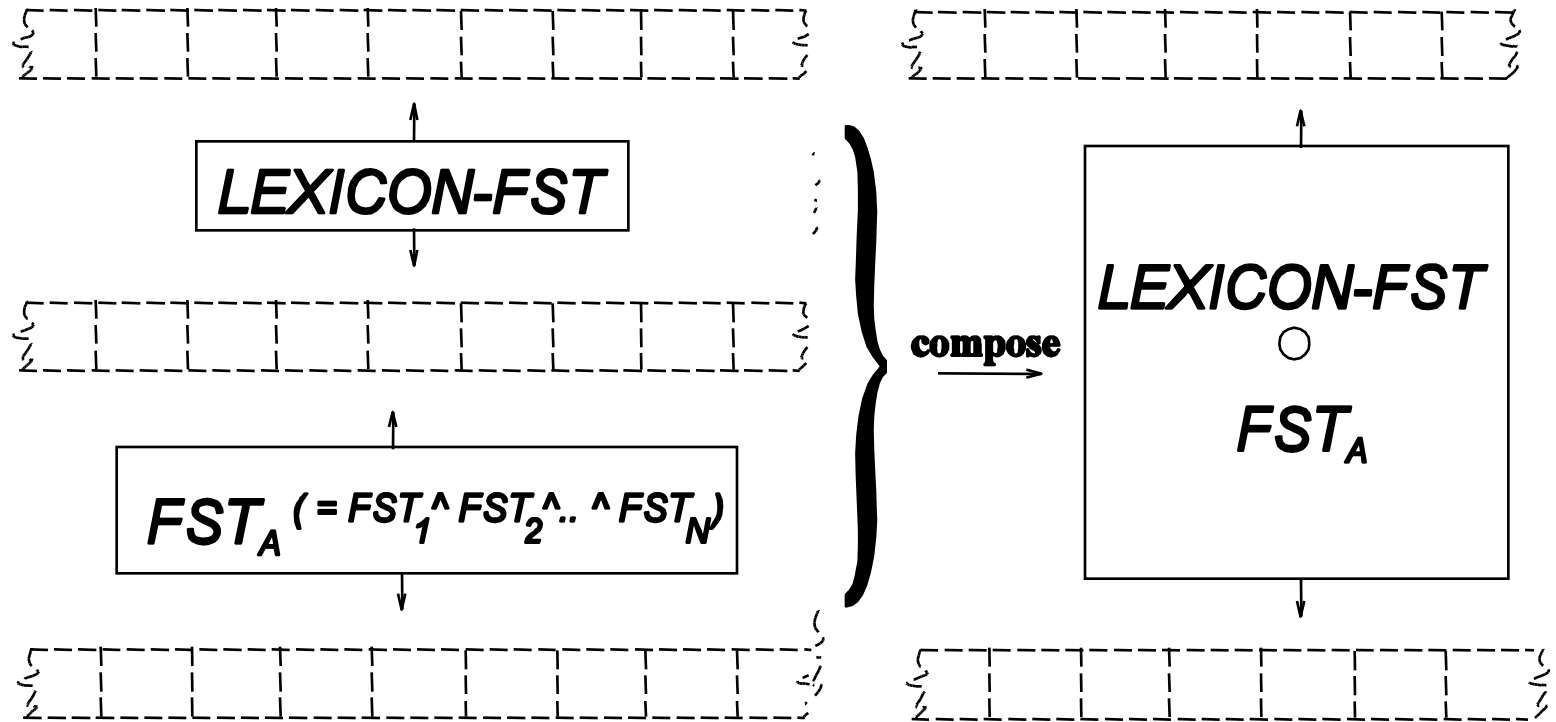 LEXICON-FST
FST_A ( = FST_1 ^ FST_2 ^.. ^ FST_N)
compose
LEXICON-FST
○
FST_A